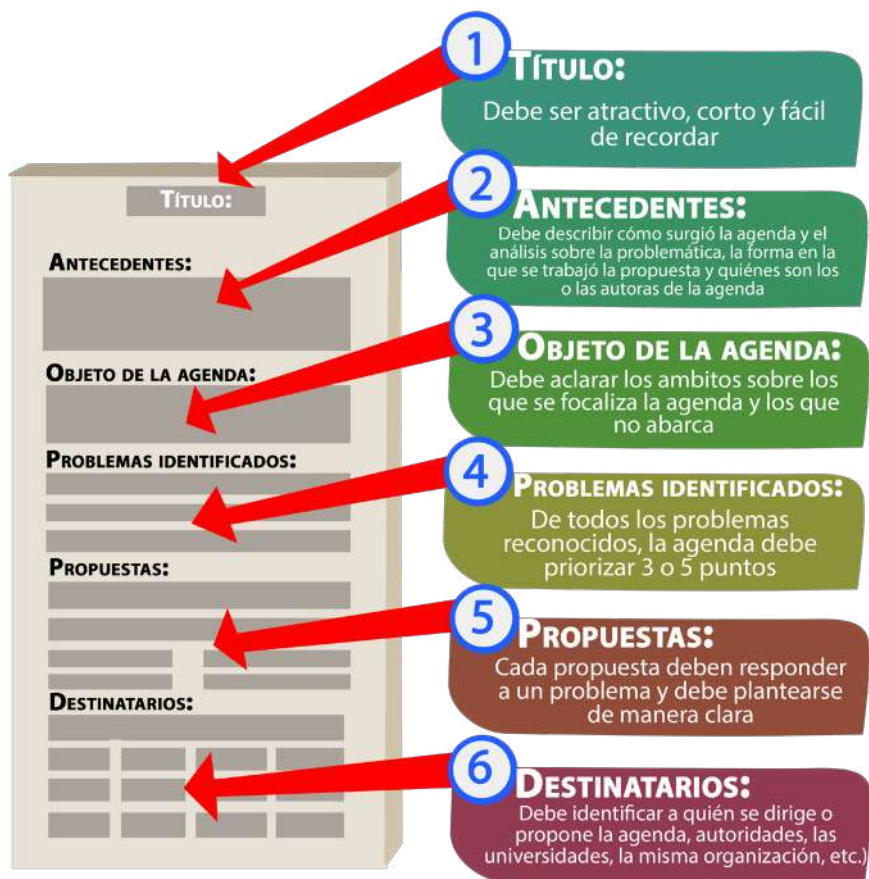 TÍTULO:
ANTECEDENTES:
OBJETO DE LA AGENDA:
PROBLEMAS IDENTIFICADOS:
PROPUESTAS:
DESTINATARIOS:
1
TÍTULO:
Debe ser atractivo, corto y fácil
de recordar
2
ANTECEDENTES:
Debe describir cómo surgió la agenda y el
análisis sobre la problemática, la forma en la
que se trabajó la propuesta y quiénes son los
o las autoras de la agenda
3
OBJETO DE LA AGENDA:
Debe aclarar los ambitos sobre los
que se focaliza la agenda y los que
no abarca
4
PROBLEMAS IDENTIFICADOS:
De todos los problemas
reconocidos, la agenda debe
priorizar 3 o 5 puntos
5
PROPUESTAS:
Cada propuesta deben responder
a un problema y debe plantearse
de manera clara
6
DESTINATARIOS:
Debe identificar a quién se dirige o
propone la agenda, autoridades, las
universidades, la misma organización, etc.)